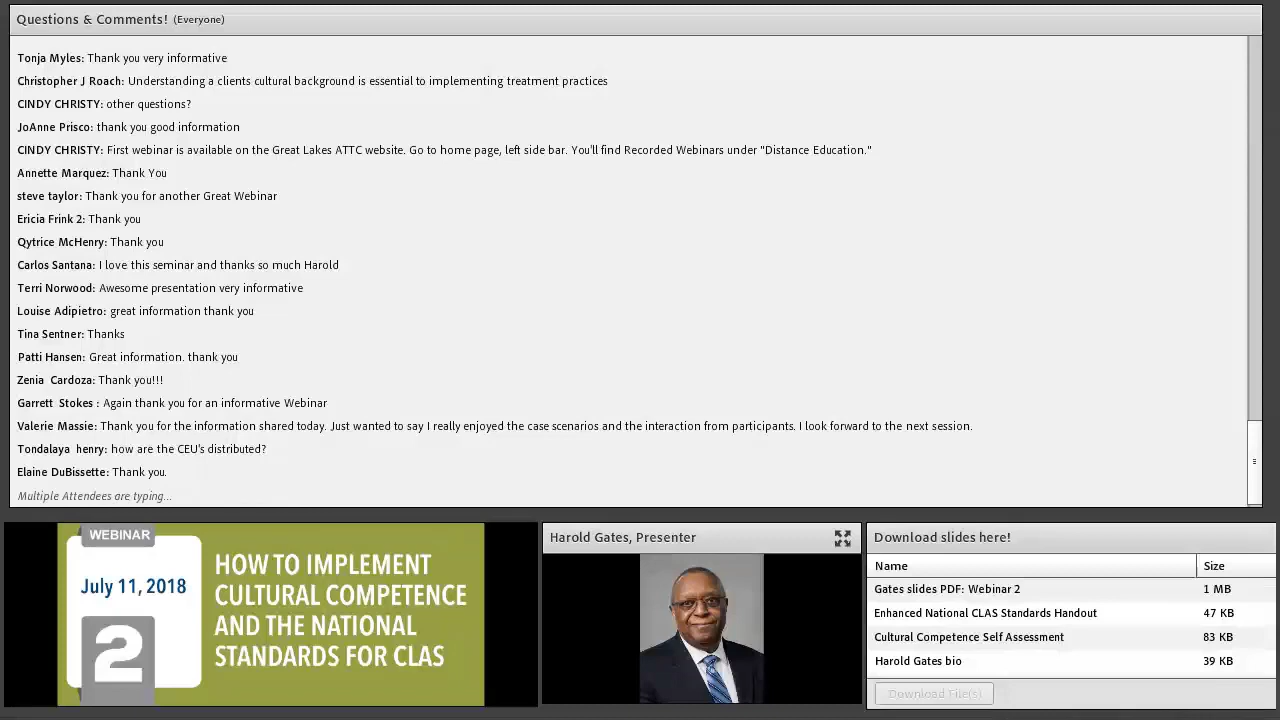 Questions & Comments! (Everyone)
Tonja Myles: Thank you very informative
Christopher J Roach: Understanding a clients cultural background is essential to implementing treatment practices
CINDY CHRISTY: other questions?
JoAnne Prisco: thank you good information
CINDY CHRISTY: First webinar is available on the Great Lakes ATTC website. Go to home page, left side bar. You'll find Recorded Webinars under "Distance Education."
Annette Marquez: Thank You
steve taylor: Thank you for another Great Webinar
Ericia Frink 2: Thank you
Qytrice McHenry: Thank you
Carlos Santana: I love this seminar and thanks so much Harold
Terri Norwood: Awesome presentation very informative
Louise Adipietro: great information thank you
Tina Sentner: Thanks
Patti Hansen: Great information. thank you
Zenia Cardoza: Thank you!!!
Garrett Stokes : Again thank you for an informative Webinar
Valerie Massie: Thank you for the information shared today. Just wanted to say I really enjoyed the case scenarios and the interaction from participants. I look forward to the next session.
Tondalaya henry: how are the CEU's distributed?
Elaine DuBissette: Thank you.
Multiple Attendees are typing...
WEBINAR
July 11, 2018
2
HOW TO IMPLEMENT
CULTURAL COMPETENCE
AND THE NATIONAL
STANDARDS FOR CLAS
Harold Gates, Presenter
Download slides here!
Name Size
Gates slides PDF: Webinar 2 1 MB
Enhanced National CLAS Standards Handout 47 KB
Cultural Competence Self Assessment 83 KB
Harold Gates bio 39 KB
Download File(s)